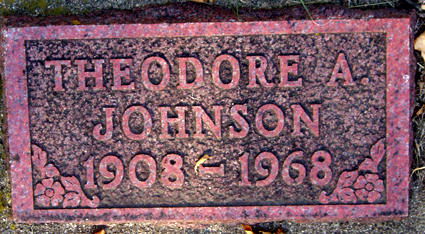 THEODORE A.
JOHNSON
1908-1968